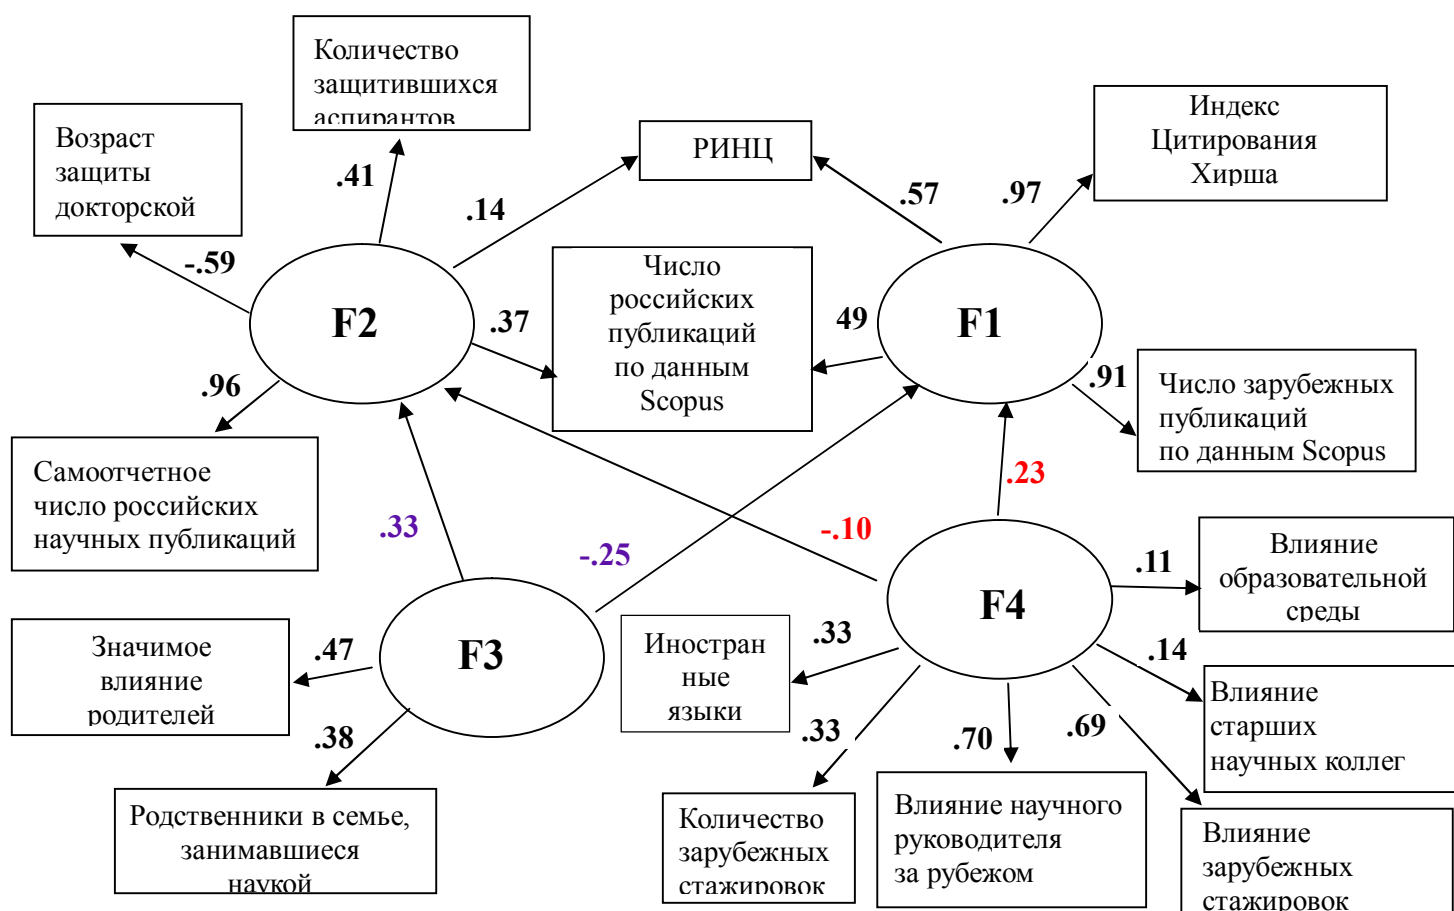 Количество
защитившихся
аспирантов
Возраст
защиты
докторской
РИНЦ
Индекс
Цитирования
Хирша
.41
.14
.57
.97
-.59
F2
Число
российских
публикаций
по данным
Scopus
F1
.37
49
.96
.91
Число зарубежных
публикаций
по данным Scopus
Самоотчетное
число российских
научных публикаций
.33
-.25
-.10
.23
Влияние
образовательной
среды
.11
F3
F4
Значимое
влияние
родителей
.47
Иностран
ные
языки
.33
.14
Влияние
старших
научных коллег
.38
.33
.70
.69
Родственники в семье,
занимавшиеся
наукой
Количество
зарубежных
стажировок
Влияние научного
руководителя
за рубежом
Влияние
зарубежных
стажировок